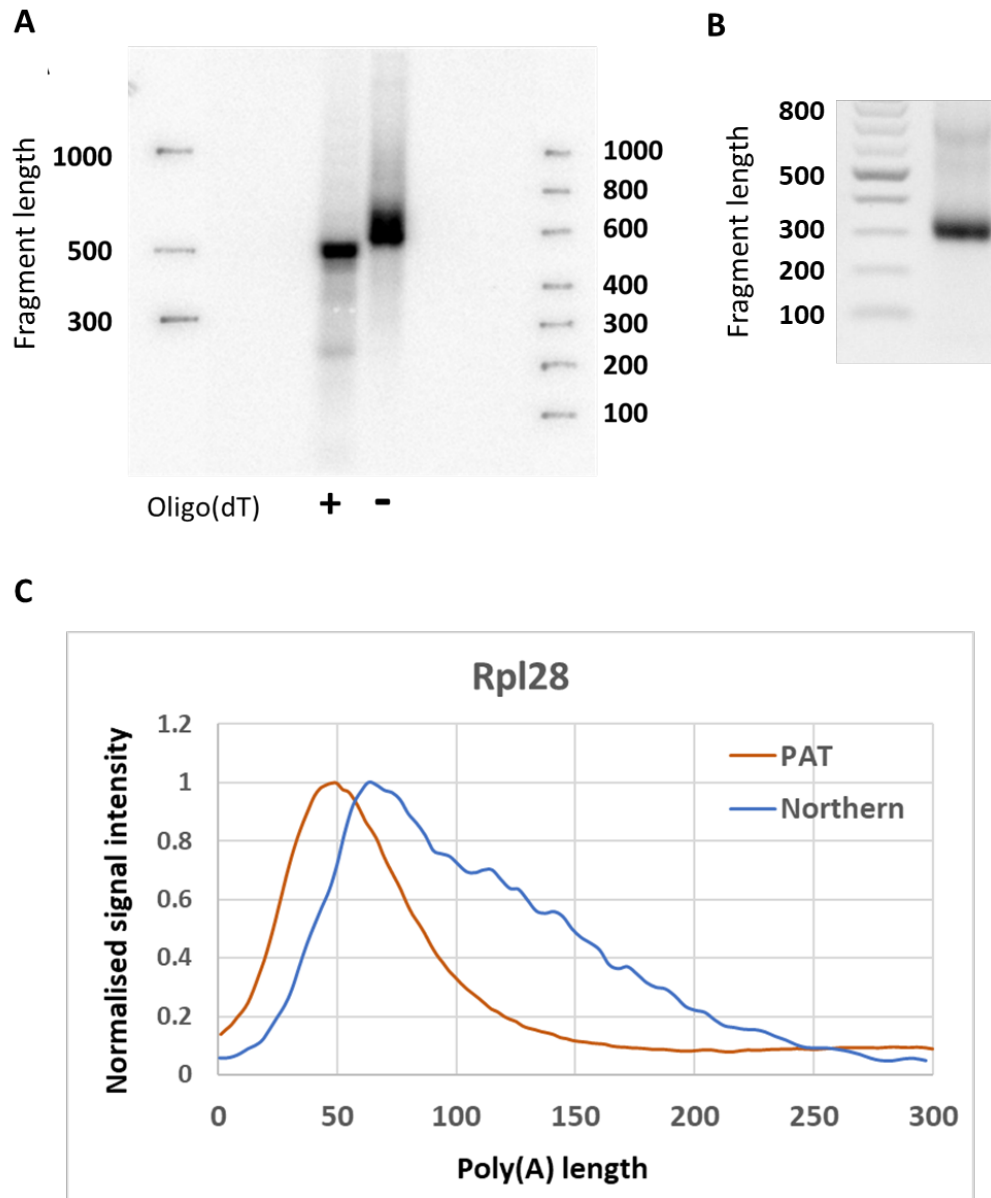 A
Fragment length
1000
500
300
1000
800
600
400
300
200
100
Oligo(dT)
+
-
B
Fragment length
800
500
300
200
100
C
Rpl28
Normalised signal intensity
1.2
1
0.8
0.6
0.4
0.2
0
PAT
Northern
0 50 100 150 200 250 300
Poly(A) length